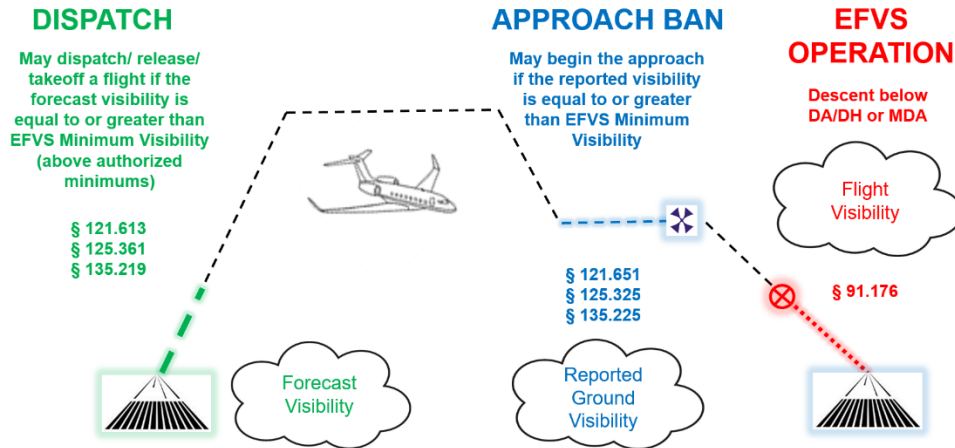 DISPATCH
May dispatch/ release/
takeoff a flight if the
forecast visibility is
equal to or greater than
EFVS Minimum Visibility
(above authorized
minimums)
§ 121.613
§ 125.361
§ 135.219
Forecast
Visibility
APPROACH BAN
May begin the approach
if the reported visibility
is equal to or greater
than EFVS Minimum
Visibility
§ 121.651
§ 125.325
§ 135.225
Reported
Ground
Visibility
EFVS
OPERATION
Descent below
DA/DH or MDA
Flight
Visibility
§ 91.176